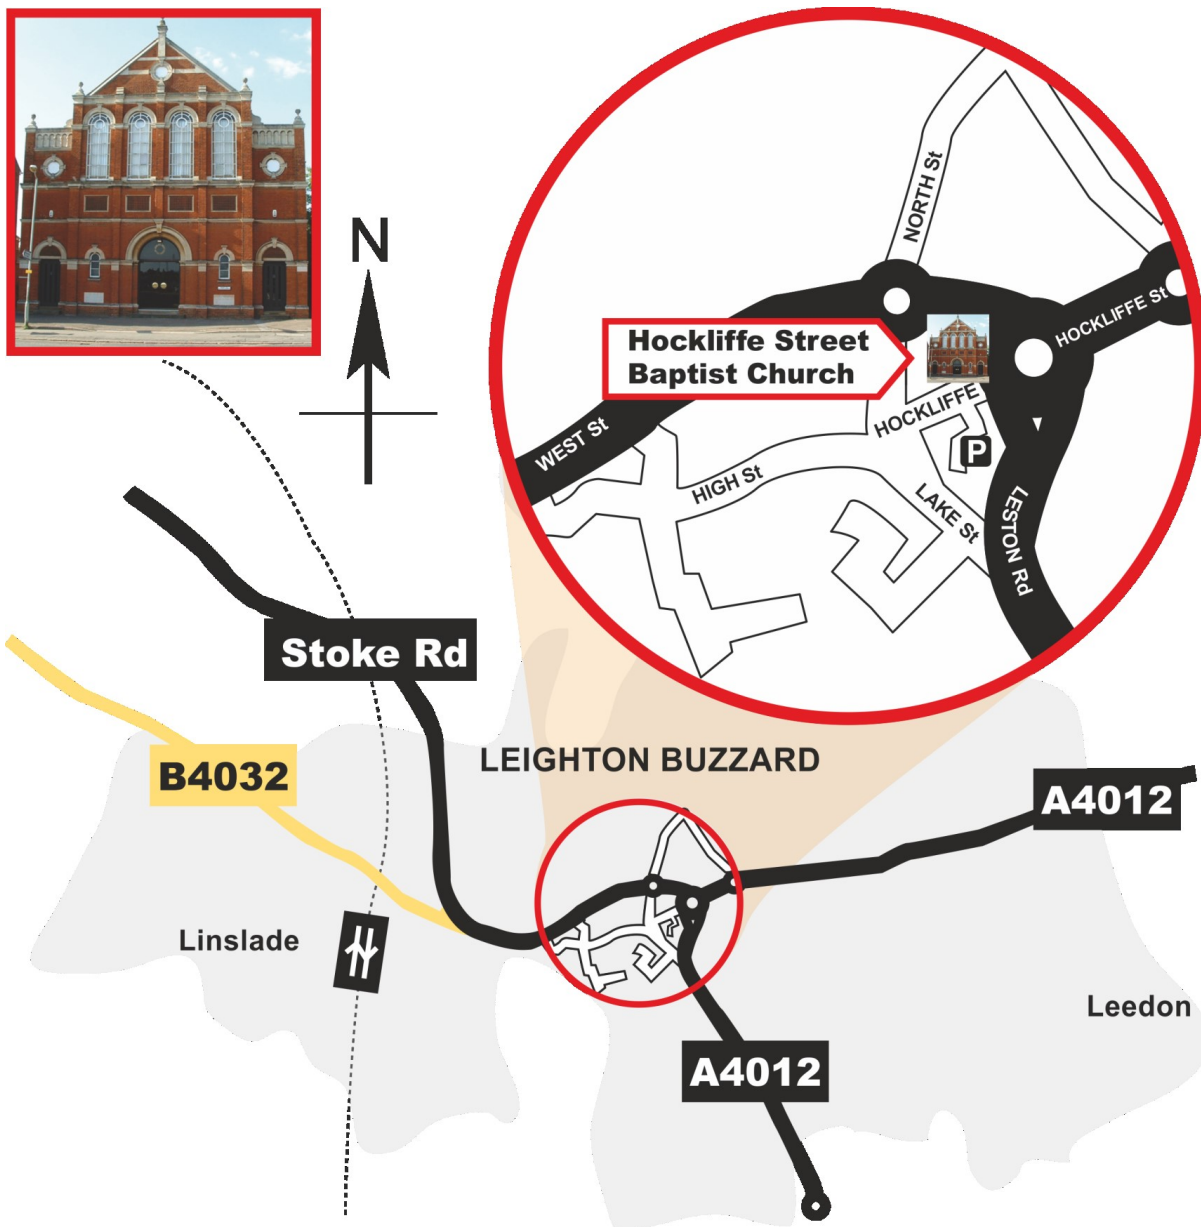 N
NORTH St
HOCKLIFFE St
Hockliffe Street
Baptist Church
HOCKLIFFE
WEST St
HIGH St
P
LAKE St
LESTON Rd
Stoke Rd
LEIGHTON BUZZARD
B4032
A4012
Linslade
Leedon
A4012